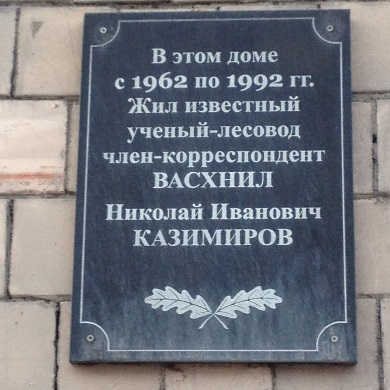 В этом доме
с 1962 по 1992 гг.
Жил известный
ученый-лесовод
член-корреспондент
ВАСХНИЛ
Николай Иванович
КАЗИМИРОВ